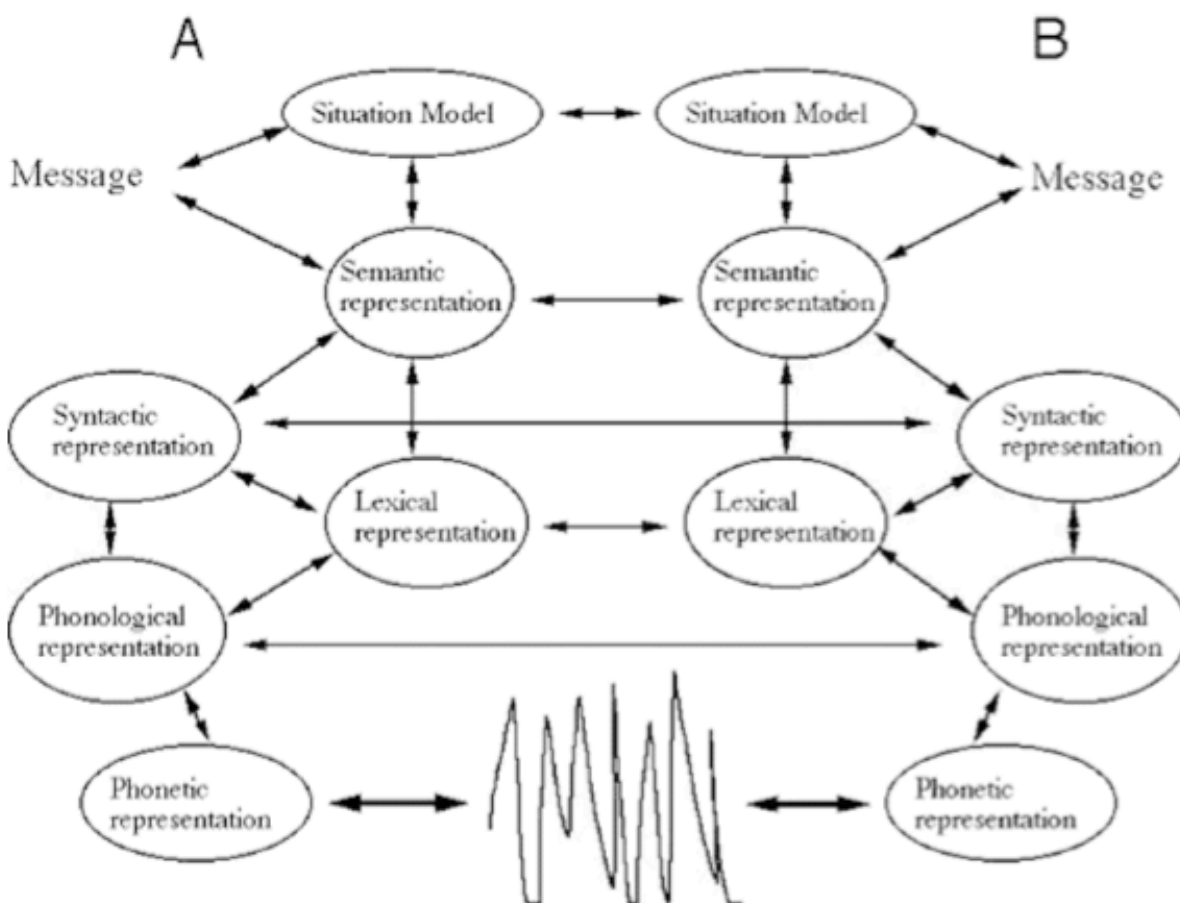 A
B
Situation Model
Situation Model
Message
Message
Semantic
representation
Semantic
representation
Syntactic
representation
Syntactic
representation
Lexical
representation
Lexical
representation
Phonological
representation
Phonological
representation
Phonetic
representation
Phonetic
representation